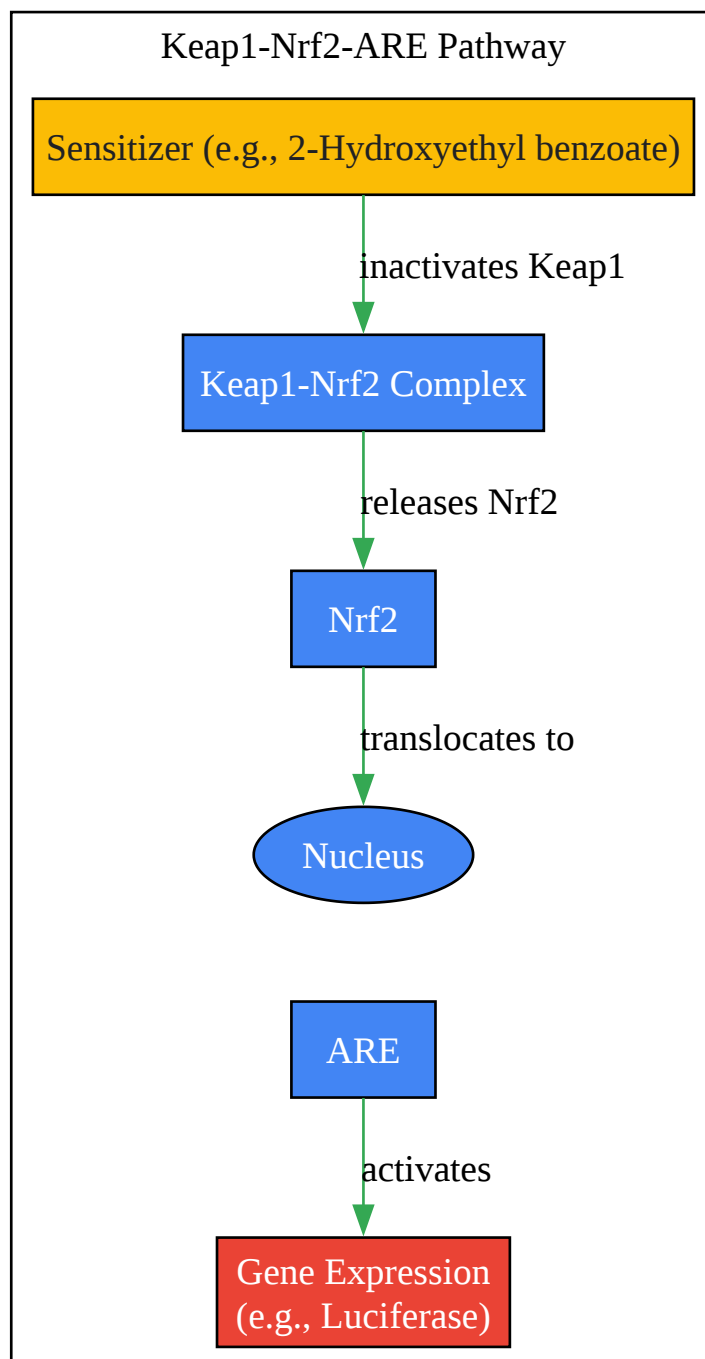 Keap1-Nrf2-ARE Pathway
Sensitizer (e.g., 2-Hydroxyethyl benzoate)
inactivates Keap1
Keap1-Nrf2 Complex
releases Nrf2
Nrf2
translocates to
Nucleus
ARE
activates
Gene Expression
(e.g., Luciferase)